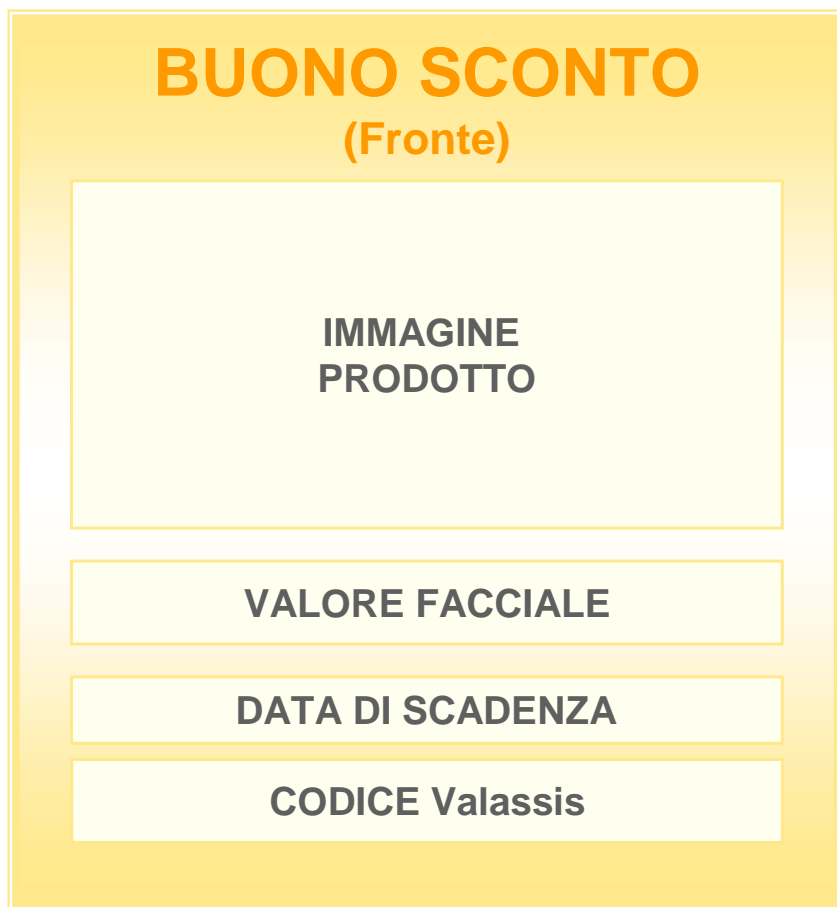 BUONO SCONTO
(Fronte)
IMMAGINE
PRODOTTO
VALORE FACCIALE
DATA DI SCADENZA
CODICE Valassis